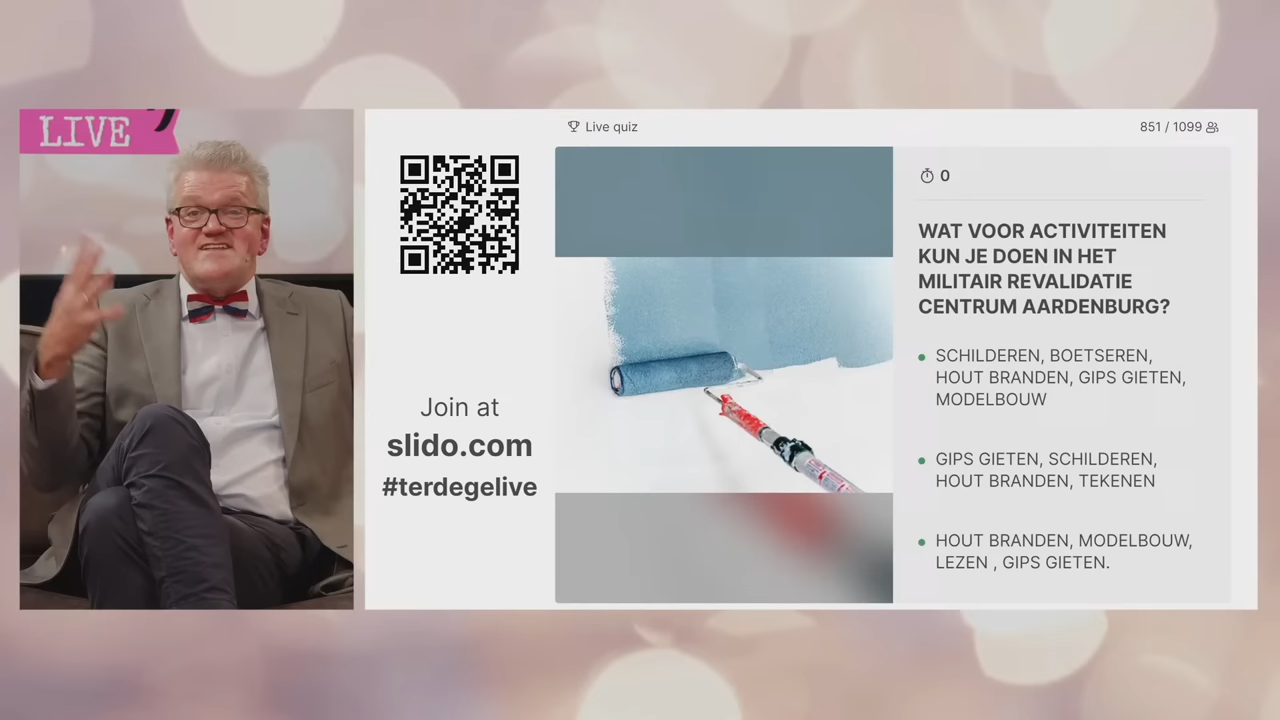 LIVE
Live quiz
851 / 1099
Join at
slido.com
#terdegelive
0
WAT VOOR ACTIVITEITEN
KUN JE DOEN IN HET
MILITAIR REVALIDATIE
CENTRUM AARDENBURG?
SCHILDEREN, BOETSEREN,
HOUT BRANDEN, GIPS GIETEN,
MODELBOUW
GIPS GIETEN, SCHILDEREN,
HOUT BRANDEN, TEKENEN
HOUT BRANDEN, MODELBOUW,
LEZEN , GIPS GIETEN.